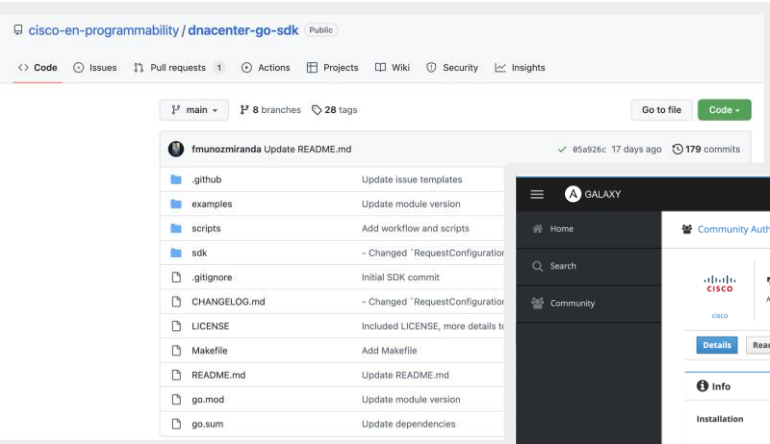 cisco-en-programmability / dnacenter-go-sdk Public
Code Issues Pull requests 1 Actions Projects Wiki Security Insights
main 8 branches 28 tags Go to file Code
fmunozmiranda Update README.md 05a926c 17 days ago 179 commits
.github Update issue templates
examples Update module version
scripts Add workflow and scripts
sdk - Changed `RequestConfiguration
.gitignore Initial SDK commit
CHANGELOG.md - Changed `RequestConfiguration
LICENSE Included LICENSE, more details to
Makefile Add Makefile
README.md Update README.md
go.mod Update module version
go.sum Update dependencies
A GALAXY
Home
Search
Community
Community Auth
CISCO
cisco
Details Read
Info
Installation